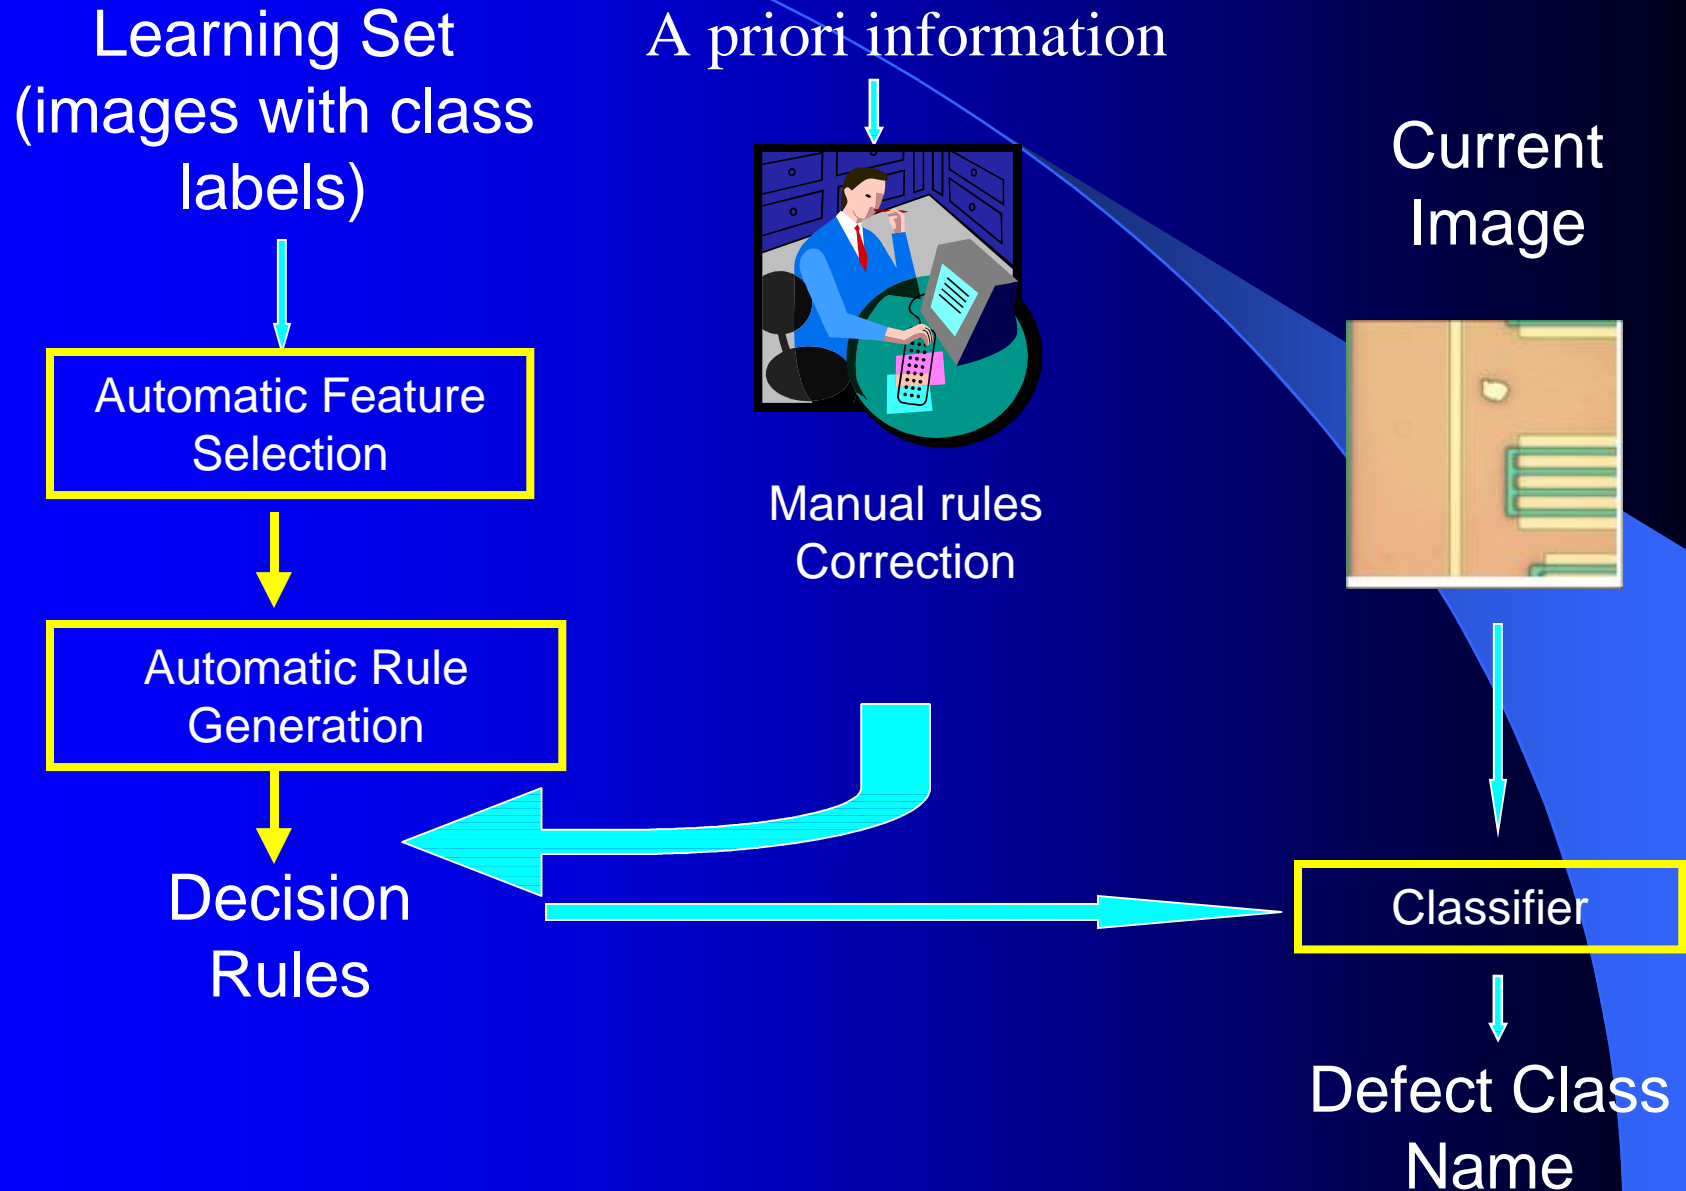 Learning Set
(images with class
labels)
Automatic Feature
Selection
Automatic Rule
Generation
Decision
Rules
A priori information
Manual rules
Correction
Current
Image
Classifier
Defect Class
Name